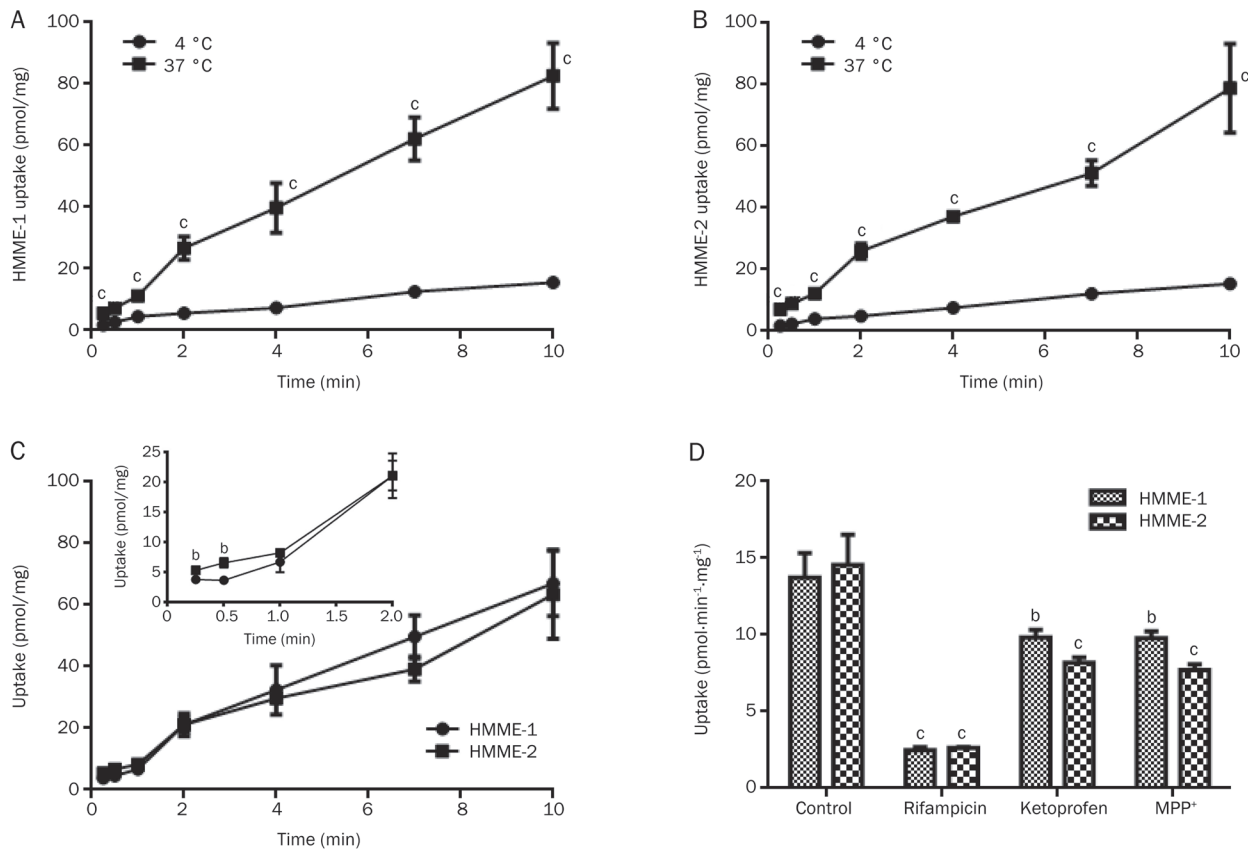 A
4 °C
37 °C
c
c
c
c
c
c
HMME-1 uptake (pmol/mg)
100
80
60
40
20
0
0 2 4 6 8 10
Time (min)
B
4 °C
37 °C
c
c
c
c
c
c
HMME-2 uptake (pmol/mg)
100
80
60
40
20
0
0 2 4 6 8 10
Time (min)
C
Uptake (pmol/mg)
100
80
60
40
20
0
0 2 4 6 8 10
Time (min)
HMME-1
HMME-2
Uptake (pmol/mg)
25
20
15
10
5
0
b b
0 0.5 1.0 1.5 2.0
Time (min)
D
HMME-1
HMME-2
Uptake (pmol·min-1·mg-1)
20
15
10
5
0
c c
b c
b c
Control Rifampicin Ketoprofen MPP+